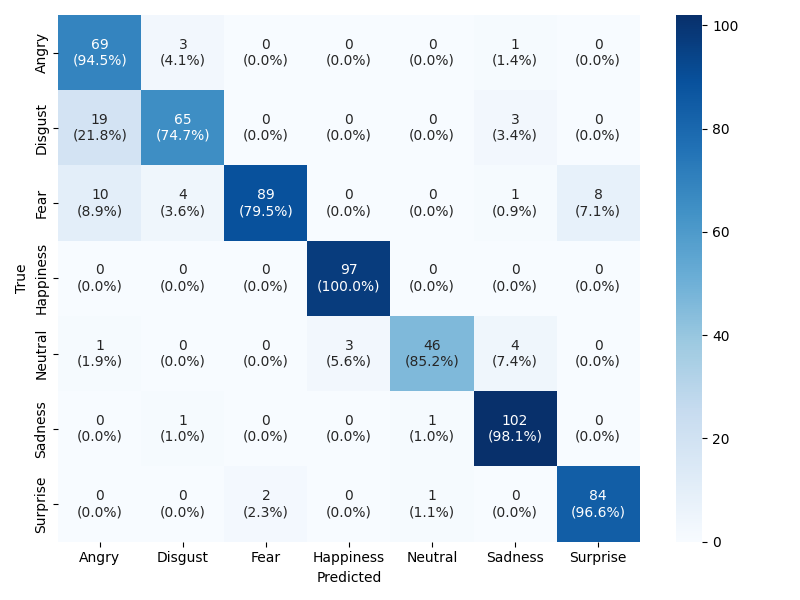 69 3 0 0 0 1 0
(94.5%) (4.1%) (0.0%) (0.0%) (0.0%) (1.4%) (0.0%)
Angry
19 65 0 0 0 3 0
(21.8%) (74.7%) (0.0%) (0.0%) (0.0%) (3.4%) (0.0%)
Disgust
10 4 89 0 0 1 8
(8.9%) (3.6%) (79.5%) (0.0%) (0.0%) (0.9%) (7.1%)
Fear
0 0 0 97 0 0 0
(0.0%) (0.0%) (0.0%) (100.0%) (0.0%) (0.0%) (0.0%)
Happiness
True
1 0 0 3 46 4 0
(1.9%) (0.0%) (0.0%) (5.6%) (85.2%) (7.4%) (0.0%)
Neutral
0 1 0 0 1 102 0
(0.0%) (1.0%) (0.0%) (0.0%) (1.0%) (98.1%) (0.0%)
Sadness
0 0 2 0 1 0 84
(0.0%) (0.0%) (2.3%) (0.0%) (1.1%) (0.0%) (96.6%)
Surprise
Angry Disgust Fear Happiness Neutral Sadness Surprise
Predicted
100
80
60
40
20
0